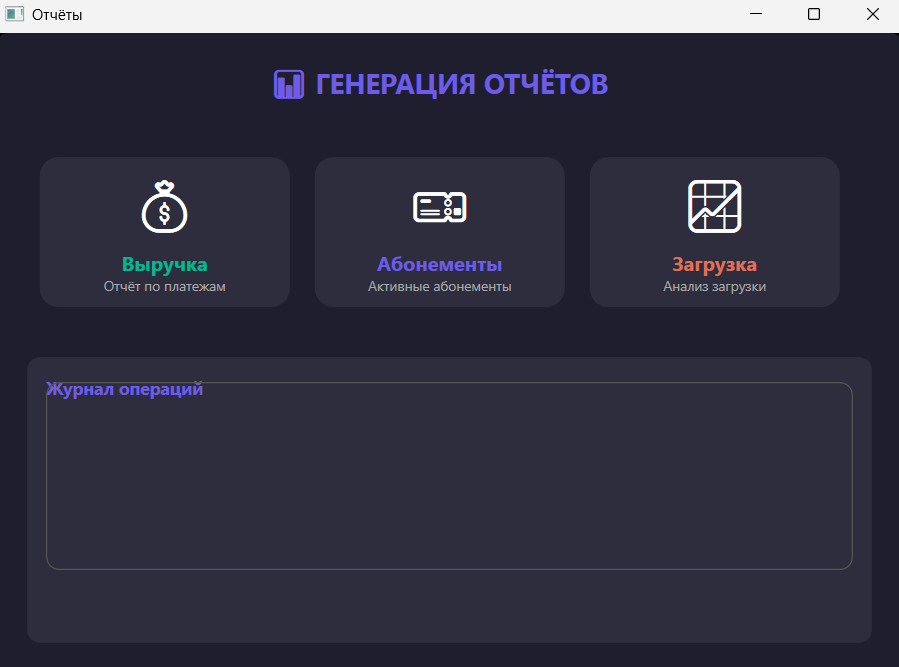 Отчёты
ГЕНЕРАЦИЯ ОТЧЁТОВ
$
Выручка
Отчёт по платежам
Абонементы
Активные абонементы
Загрузка
Анализ загрузки
Журнал операций